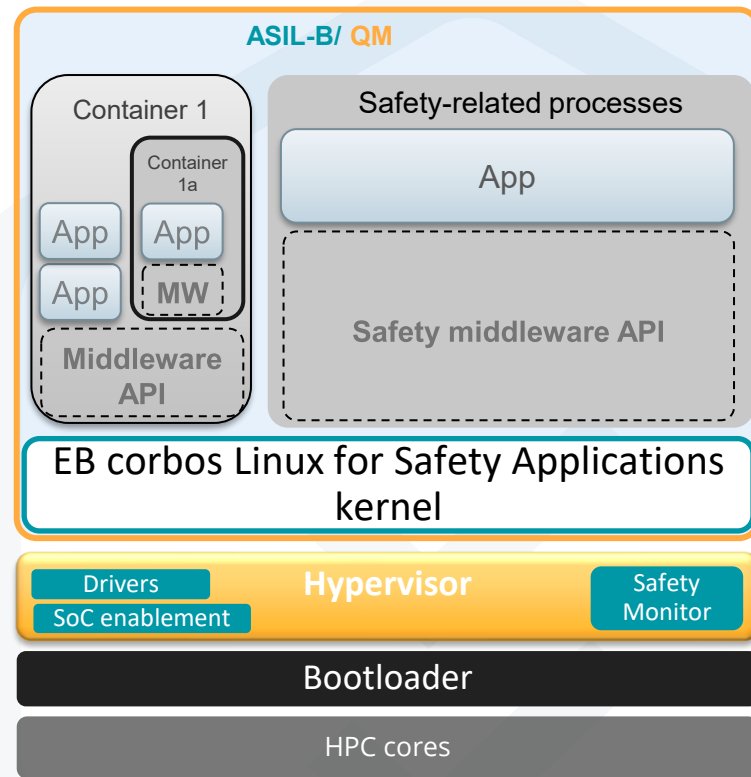 ASIL-B/ QM
Container 1
Container
1a
App
App
App
MW
Middleware
API
Safety-related processes
App
Safety middleware API
EB corbos Linux for Safety Applications
kernel
Drivers
SoC enablement
Hypervisor
Safety
Monitor
Bootloader
HPC cores